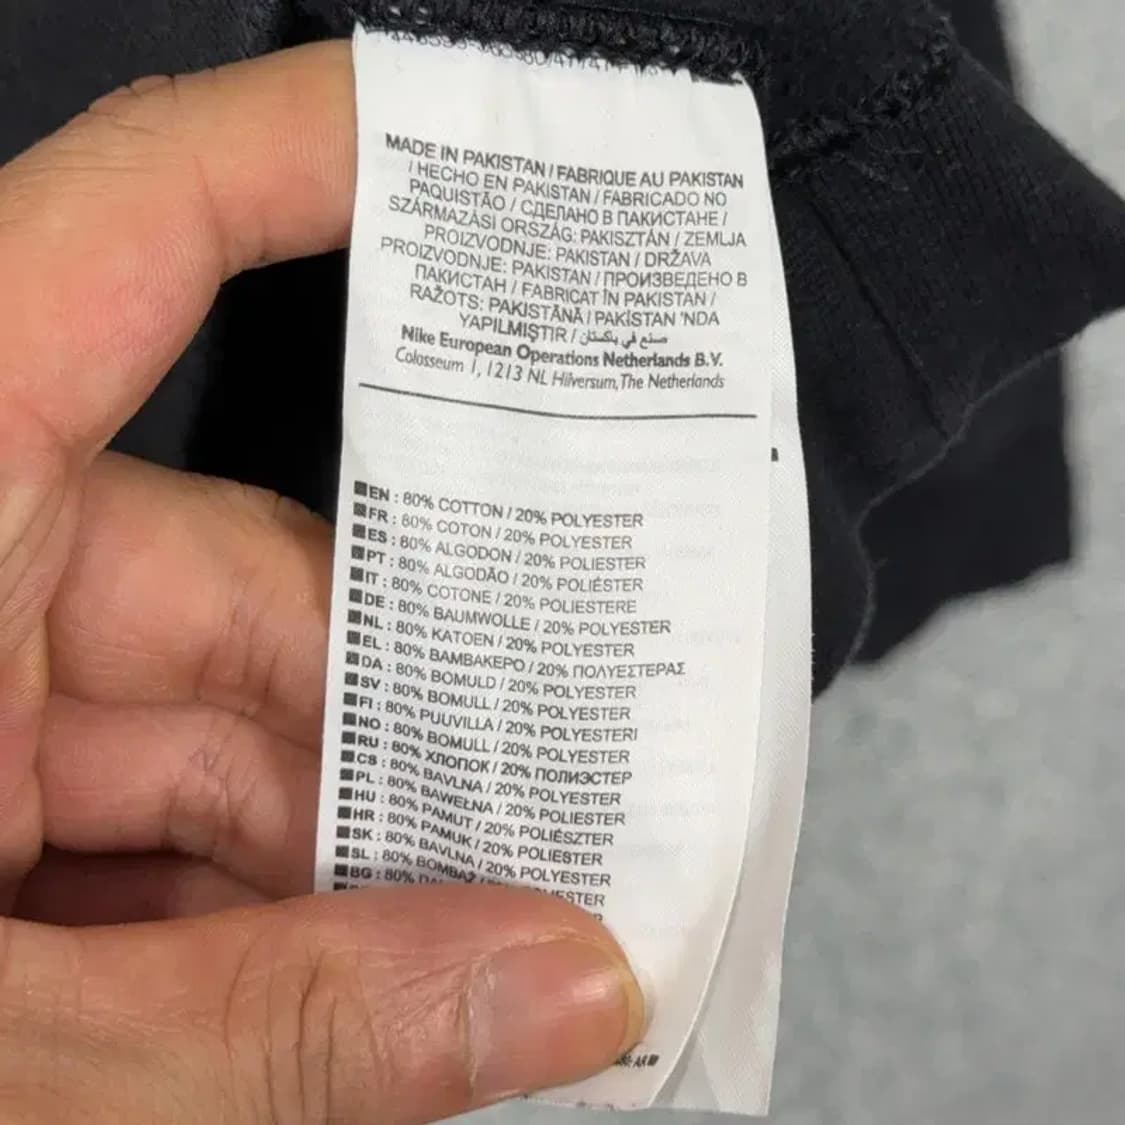 MADE IN PAKISTAN / FABRIQUE AU PAKISTAN
/ HECHO EN PAKISTAN / FABRICADO NO
PAQUISTÃO / СДЕЛАНО В ПАКИСТАНЕ /
SZÁRMAZÁSI ORSZÁG: PAKISZTÁN / ZEMLJA
PROIZVODNJE: PAKISTAN / DRŽAVA
PROIZVODNJE: PAKISTAN / ПРОИЗВЕДЕНО В
ПАКИСТАН / FABRICAT ÎN PAKISTAN /
RAŽOTS: PAKISTĀNĀ / PAKİSTAN 'NDA
YAPILMIŞTIR / صنع في باكستان
Nike European Operations Netherlands B.V.
Colosseum 1, 1213 NL Hilversum, The Netherlands
EN : 80% COTTON / 20% POLYESTER
FR : 80% COTON / 20% POLYESTER
ES : 80% ALGODON / 20% POLIESTER
PT : 80% ALGODÃO / 20% POLIÉSTER
IT : 80% COTONE / 20% POLIESTERE
DE : 80% BAUMWOLLE / 20% POLYESTER
NL : 80% KATOEN / 20% POLYESTER
EL : 80% ΒΑΜΒΑΚΕΡΟ / 20% ΠΟΛΥΕΣΤΕΡΑΣ
DA : 80% BOMULD / 20% POLYESTER
SV : 80% BOMULL / 20% POLYESTER
FI : 80% PUUVILLA / 20% POLYESTERI
NO : 80% BOMULL / 20% POLYESTER
RU : 80% ХЛОПОК / 20% ПОЛИЭСТЕР
CS : 80% BAVLNA / 20% POLYESTER
PL : 80% BAWEŁNA / 20% POLIESTER
HU : 80% PAMUT / 20% POLIÉSZTER
HR : 80% PAMUK / 20% POLIESTER
SK : 80% BAVLNA / 20% POLYESTER
SL : 80% BOMBAŽ
BG : 80%